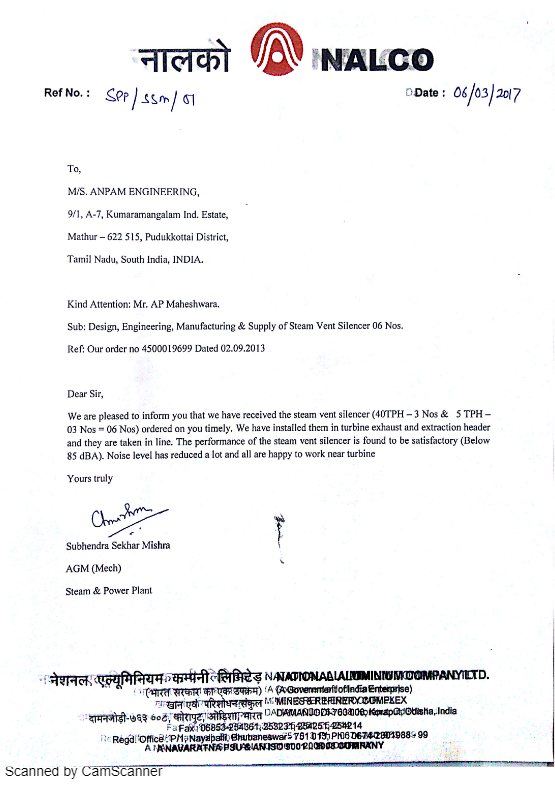 नालको NALCO
Ref No. : SPP/SSM/01 Date : 06/03/2017
To,
M/S. ANPAM ENGINEERING,
9/1, A-7, Kumaramangalam Ind. Estate,
Mathur – 622 515, Pudukkottai District,
Tamil Nadu, South India, INDIA.
Kind Attention: Mr. AP Maheshwara.
Sub: Design, Engineering, Manufacturing & Supply of Steam Vent Silencer 06 Nos.
Ref: Our order no 4500019699 Dated 02.09.2013
Dear Sir,
We are pleased to inform you that we have received the steam vent silencer (40TPH – 3 Nos & 5 TPH –
03 Nos = 06 Nos) ordered on you timely. We have installed them in turbine exhaust and extraction header
and they are taken in line. The performance of the steam vent silencer is found to be satisfactory (Below
85 dBA). Noise level has reduced a lot and all are happy to work near turbine
Yours truly
Subhendra Sekhar Mishra
AGM (Mech)
Steam & Power Plant
नेशनल एल्यूमिनियम कम्पनी लिमिटेड NATIONAL ALUMINIUM COMPANY LTD.
(भारत सरकार का एक उपक्रम) (A Government of India Enterprise)
खान एवं परिशोधन संकुल MINES & REFINERY COMPLEX
दामनजोड़ी-७६३ ००८, कोरापुट, ओडिशा, भारत DAMANJODI-763 008, Koraput, Odisha, India
Fax: 06853-254361,
Regd. Office : P/1, Nayapalli, Bhubaneswar - 751 013,
A NAVARATNA PSU & AN ISO 9001 COMPANY
Scanned by CamScanner